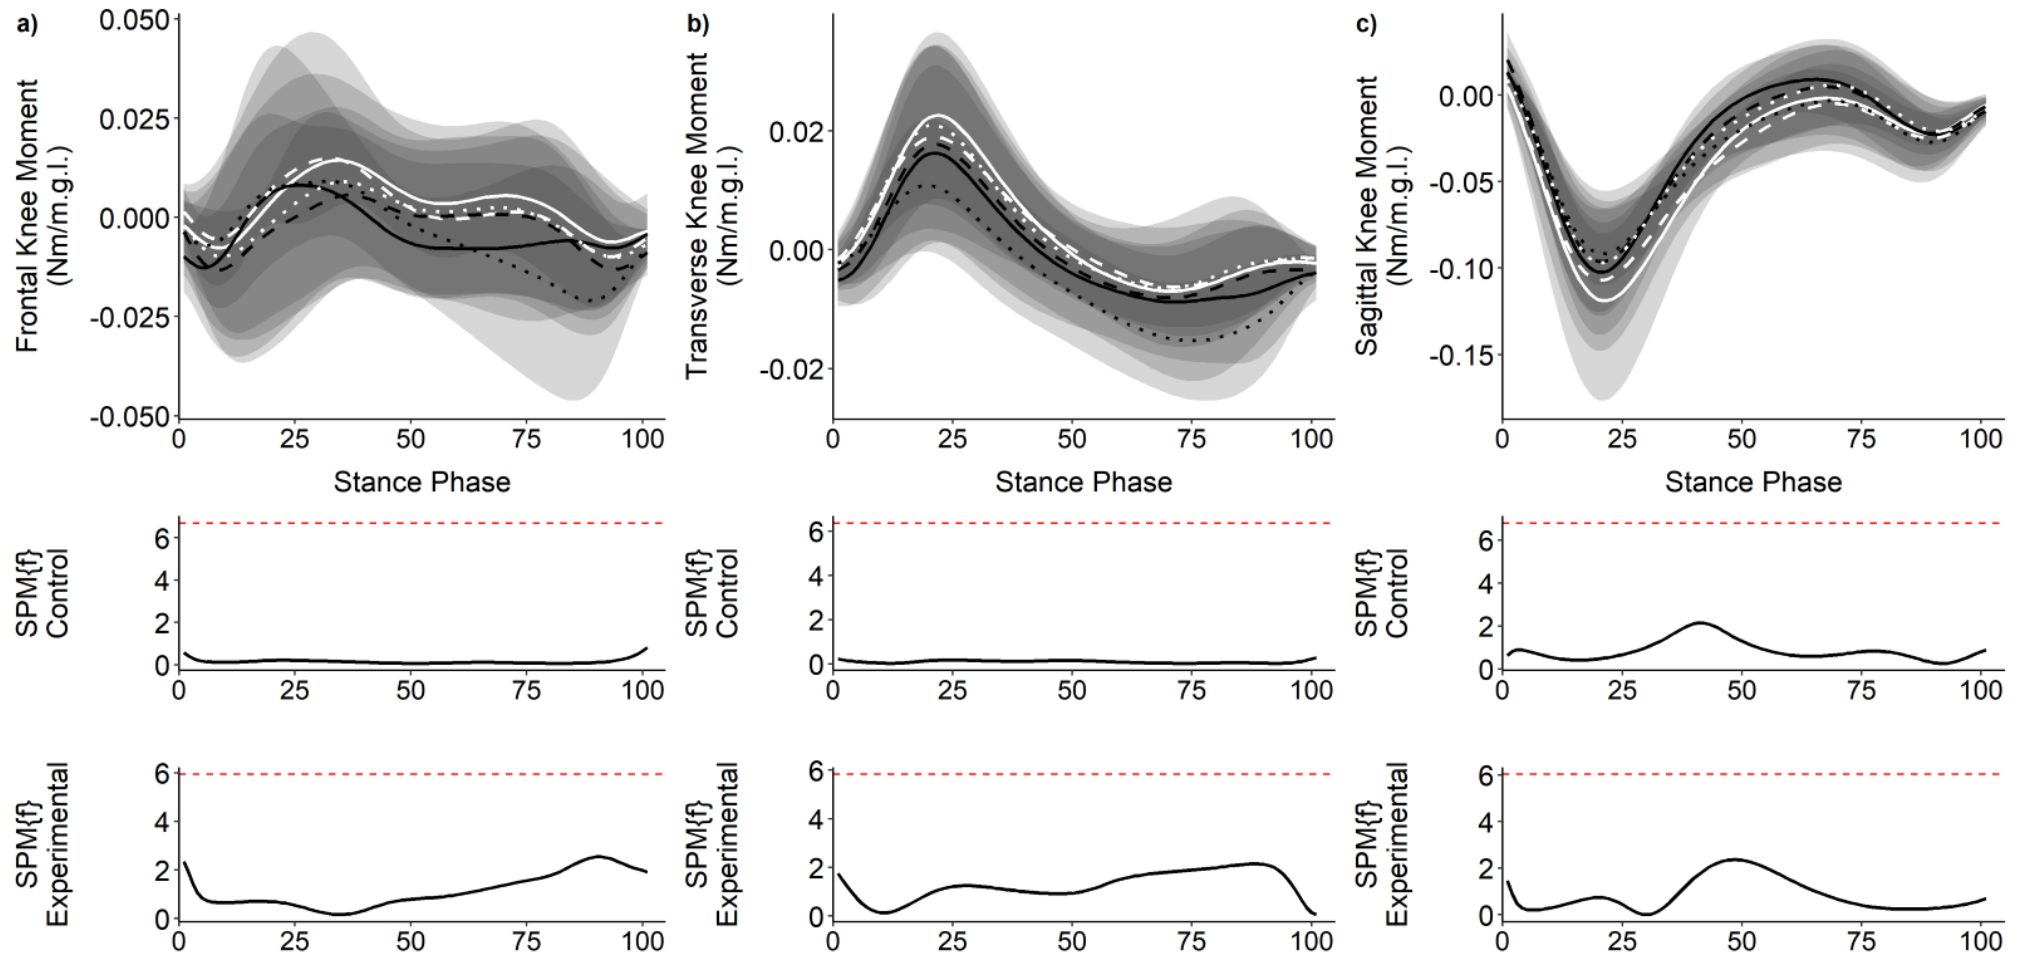 a)
Frontal Knee Moment
(Nm/m.g.l.)
0.050
0.025
0.000
-0.025
-0.050
0 25 50 75 100
Stance Phase
b)
Transverse Knee Moment
(Nm/m.g.l.)
0.02
0.00
-0.02
0 25 50 75 100
Stance Phase
c)
Sagittal Knee Moment
(Nm/m.g.l.)
0.00
-0.05
-0.10
-0.15
0 25 50 75 100
Stance Phase
SPM{f}
Control
6
4
2
0
0 25 50 75 100
SPM{f}
Control
6
4
2
0
0 25 50 75 100
SPM{f}
Control
6
4
2
0
0 25 50 75 100
SPM{f}
Experimental
6
4
2
0
0 25 50 75 100
SPM{f}
Experimental
6
4
2
0
0 25 50 75 100
SPM{f}
Experimental
6
4
2
0
0 25 50 75 100